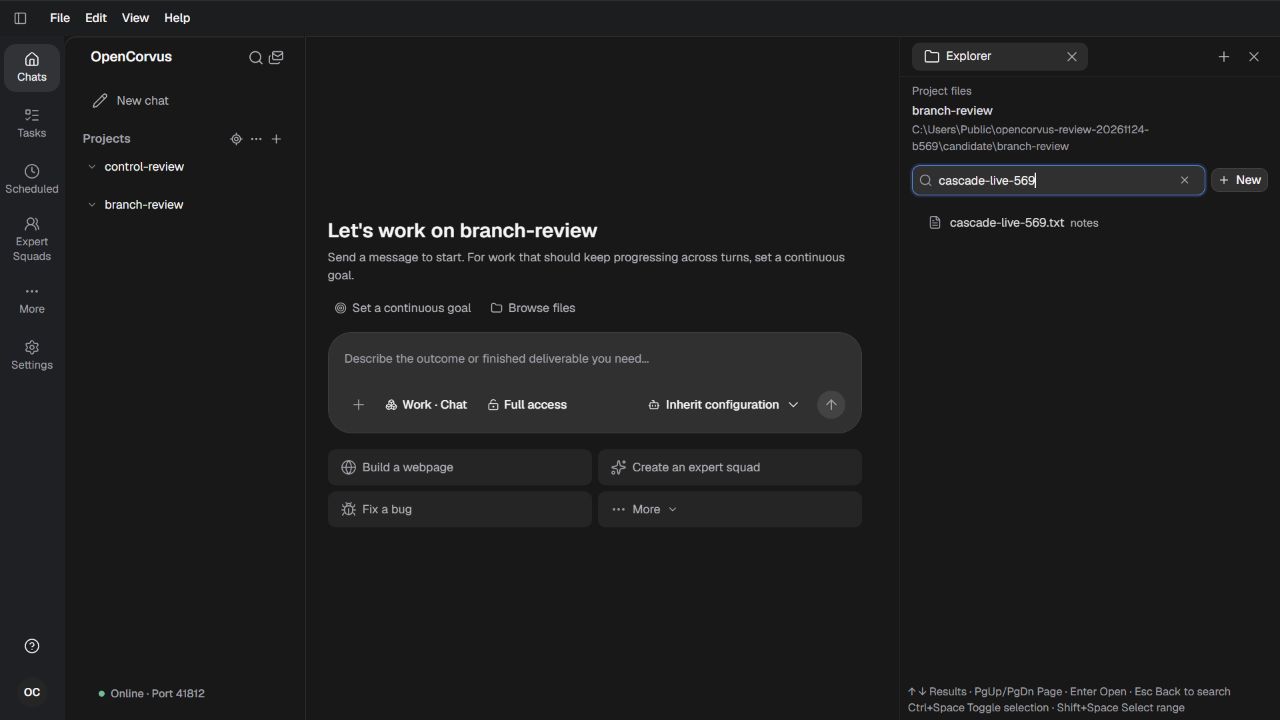 File Edit View Help
Chats
Tasks
Scheduled
Expert
Squads
More
Settings
OC
OpenCorvus
New chat
Projects
control-review
branch-review
Online · Port 41812
Let's work on branch-review
Send a message to start. For work that should keep progressing across turns, set a continuous
goal.
Set a continuous goal Browse files
Describe the outcome or finished deliverable you need...
Work · Chat Full access Inherit configuration
Build a webpage Create an expert squad
Fix a bug More
Explorer
Project files
branch-review
C:\Users\Public\opencorvus-review-20261124-
b569\candidate\branch-review
cascade-live-569 New
cascade-live-569.txt notes
↑↓ Results · PgUp/PgDn Page · Enter Open · Esc Back to search
Ctrl+Space Toggle selection · Shift+Space Select range